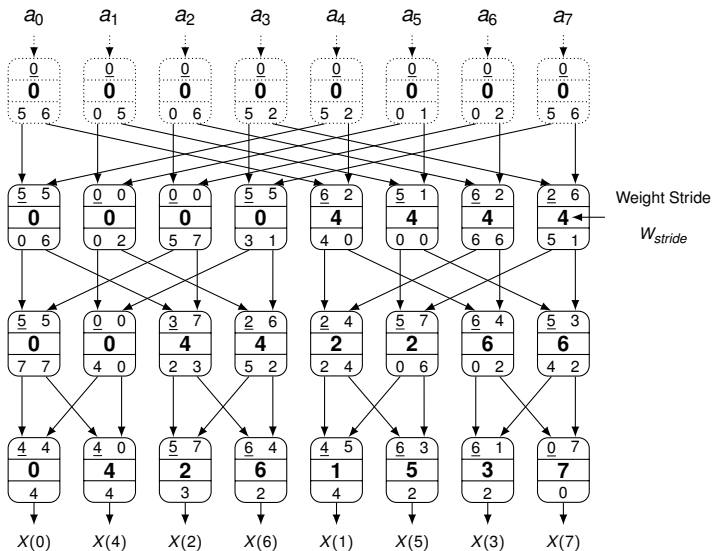 a0 a1 a2 a3 a4 a5 a6 a7
0 0 0 0 0 0 0 0
0 0 0 0 0 0 0 0
5 6 0 5 0 6 5 2 5 2 0 1 0 2 5 6
5 5 0 0 0 0 5 5 6 2 5 1 6 2 2 6 Weight Stride
0 0 0 0 4 4 4 4
0 6 0 2 5 7 3 1 4 0 0 0 6 6 5 1 Wstride
5 5 0 0 3 7 2 6 2 4 5 7 6 4 5 3
0 0 4 4 2 2 6 6
7 7 4 0 2 3 5 2 2 4 0 6 0 2 4 2
4 4 4 0 5 7 6 4 4 5 6 3 6 1 0 7
0 4 2 6 1 5 3 7
4 4 3 2 4 2 2 0
X(0) X(4) X(2) X(6) X(1) X(5) X(3) X(7)